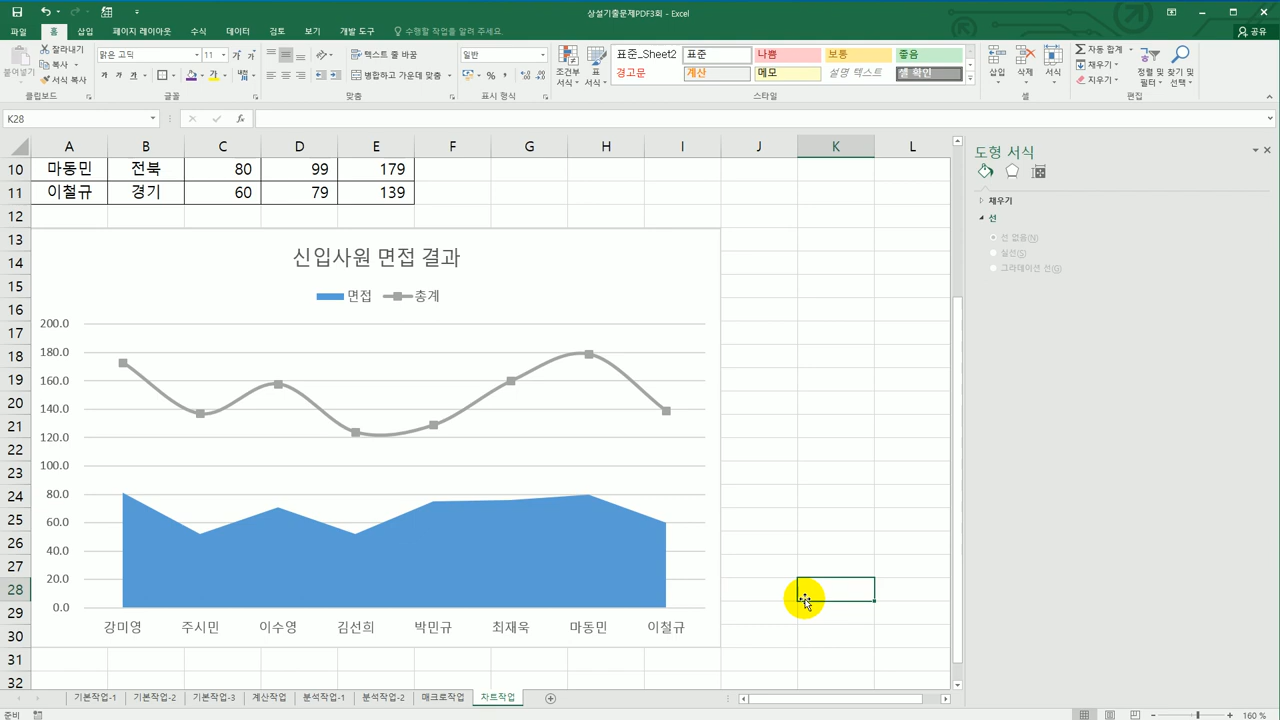 상설기출문제PDF3회 - Excel
파일 홈 삽입 페이지 레이아웃 수식 데이터 검토 보기 개발 도구 수행할 작업을 알려 주세요. 공유
붙여넣기 잘라내기 복사 서식 복사 클립보드
맑은 고딕 11 가 가 가 글꼴
텍스트 줄 바꿈 병합하고 가운데 맞춤 맞춤
일반 % , 표시 형식
조건부 서식 표 서식
표준_Sheet2 표준 나쁨 보통 좋음
경고문 계산 메모 설명 텍스트 셀 확인
스타일
삽입 삭제 서식 셀
자동 합계 채우기 지우기 정렬 및 필터 찾기 및 선택 편집
K28 fx
A B C D E F G H I J K L
10 마동민 전북 80 99 179
11 이철규 경기 60 79 139
12
13
14
15
16
17
18
19
20
21
22
23
24
25
26
27
28
29
30
31
32
신입사원 면접 결과
면접 총계
200.0
180.0
160.0
140.0
120.0
100.0
80.0
60.0
40.0
20.0
0.0
강미영 주시민 이수영 김선희 박민규 최재욱 마동민 이철규
도형 서식
채우기
선
선 없음(N)
실선(S)
그라데이션 선(G)
기본작업-1 기본작업-2 기본작업-3 계산작업 분석작업-1 분석작업-2 매크로작업 차트작업
준비 160 %